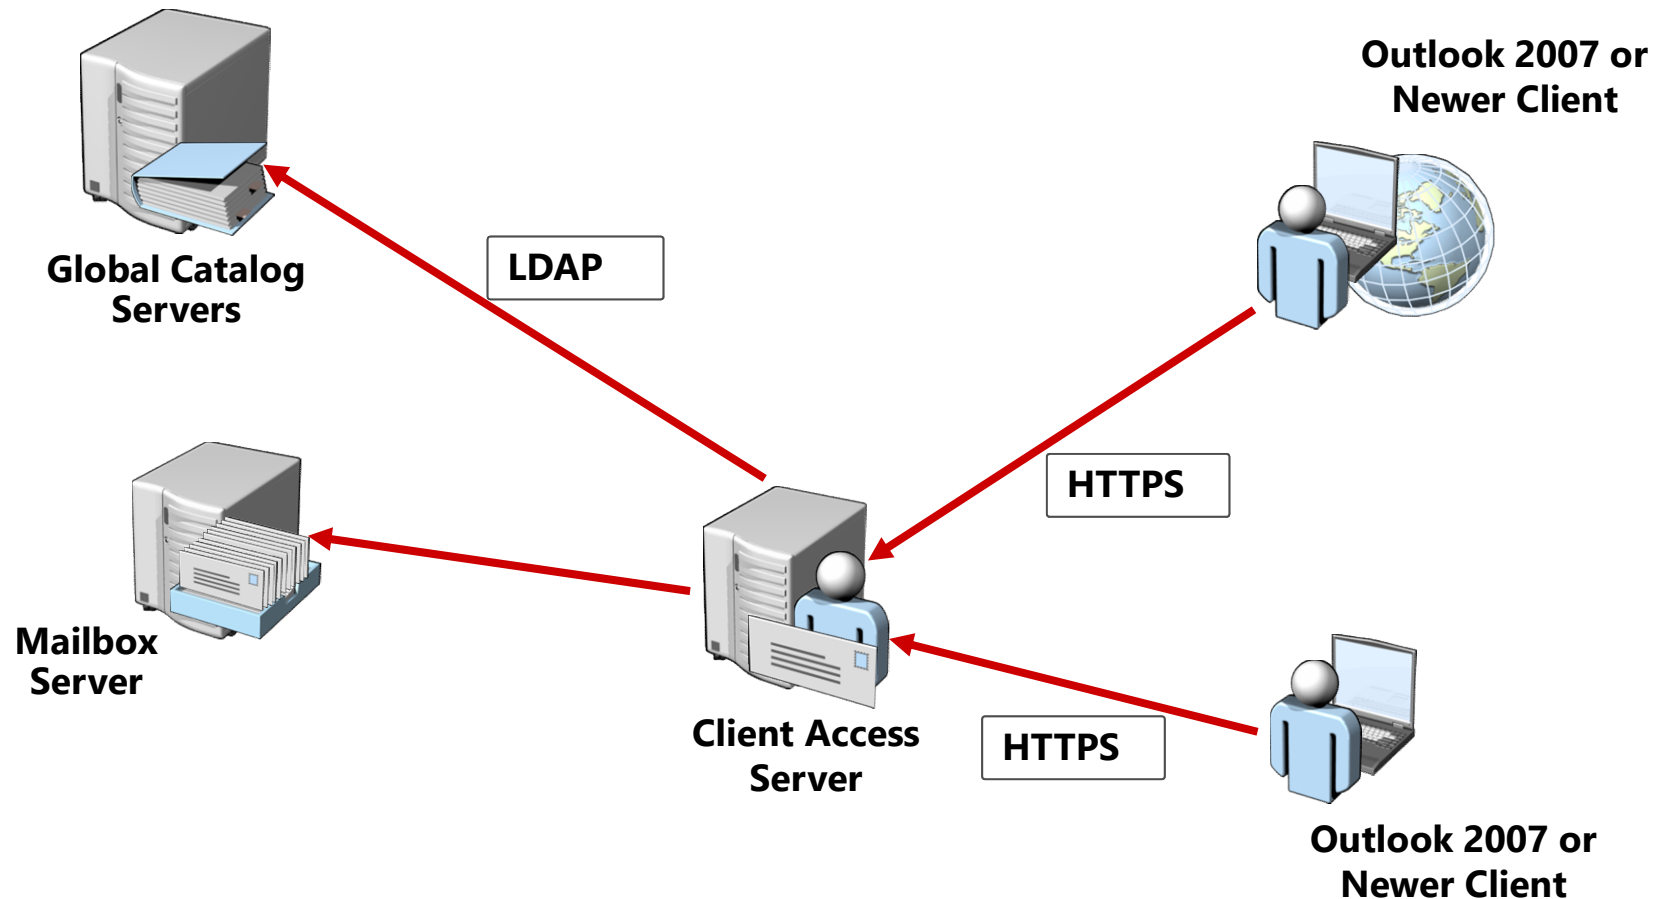 Outlook 2007 or
Newer Client
Global Catalog
Servers
LDAP
HTTPS
Mailbox
Server
Client Access
Server
HTTPS
Outlook 2007 or
Newer Client